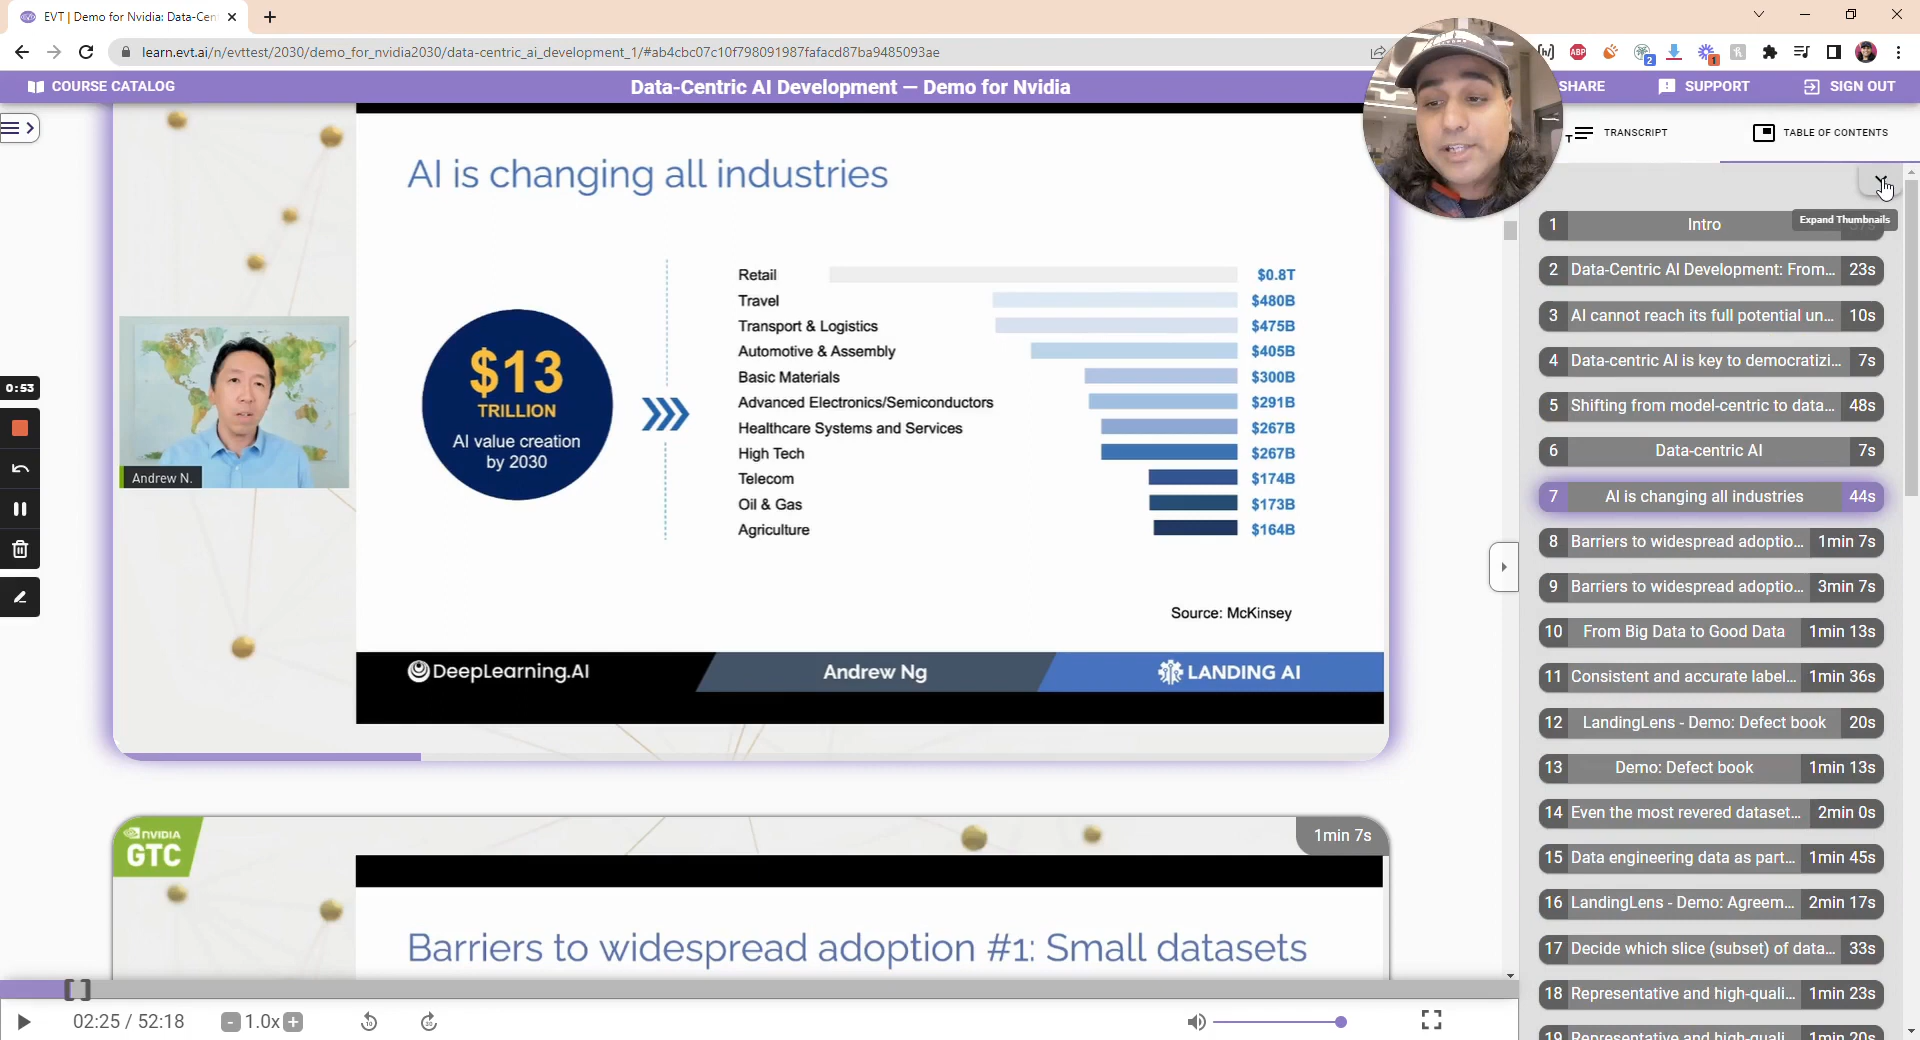 EVT | Demo for Nvidia: Data-Cen
learn.evt.ai/n/evttest/2030/demo_for_nvidia2030/data-centric_ai_development_1/#ab4cbc07c10f798091987fafacd87ba9485093ae
ABP
2
1
COURSE CATALOG
Data-Centric AI Development — Demo for Nvidia
SHARE
SUPPORT
SIGN OUT
TRANSCRIPT
TABLE OF CONTENTS
AI is changing all industries
$13
TRILLION
AI value creation
by 2030
Retail $0.8T
Travel $480B
Transport & Logistics $475B
Automotive & Assembly $405B
Basic Materials $300B
Advanced Electronics/Semiconductors $291B
Healthcare Systems and Services $267B
High Tech $267B
Telecom $174B
Oil & Gas $173B
Agriculture $164B
Source: McKinsey
Andrew N.
DeepLearning.AI
Andrew Ng
LANDING AI
0:53
NVIDIA
GTC
1min 7s
Barriers to widespread adoption #1: Small datasets
Expand Thumbnails
1 Intro
2 Data-Centric AI Development: From... 23s
3 AI cannot reach its full potential un... 10s
4 Data-centric AI is key to democratizi... 7s
5 Shifting from model-centric to data... 48s
6 Data-centric AI 7s
7 AI is changing all industries 44s
8 Barriers to widespread adoptio... 1min 7s
9 Barriers to widespread adoptio... 3min 7s
10 From Big Data to Good Data 1min 13s
11 Consistent and accurate label... 1min 36s
12 LandingLens - Demo: Defect book 20s
13 Demo: Defect book 1min 13s
14 Even the most revered dataset... 2min 0s
15 Data engineering data as part... 1min 45s
16 LandingLens - Demo: Agreem... 2min 17s
17 Decide which slice (subset) of data... 33s
18 Representative and high-quali... 1min 23s
19 Representative and high-quali... 1min 20s
02:25 / 52:18
- 1.0x +
10
30